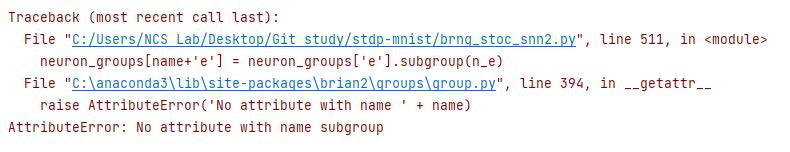 Traceback (most recent call last):
  File "C:/Users/NCS Lab/Desktop/Git study/stdp-mnist/brnq_stoc_snn2.py", line 511, in <module>
    neuron_groups[name+'e'] = neuron_groups['e'].subgroup(n_e)
  File "C:\anaconda3\lib\site-packages\brian2\groups\group.py", line 394, in __getattr__
    raise AttributeError('No attribute with name ' + name)
AttributeError: No attribute with name subgroup